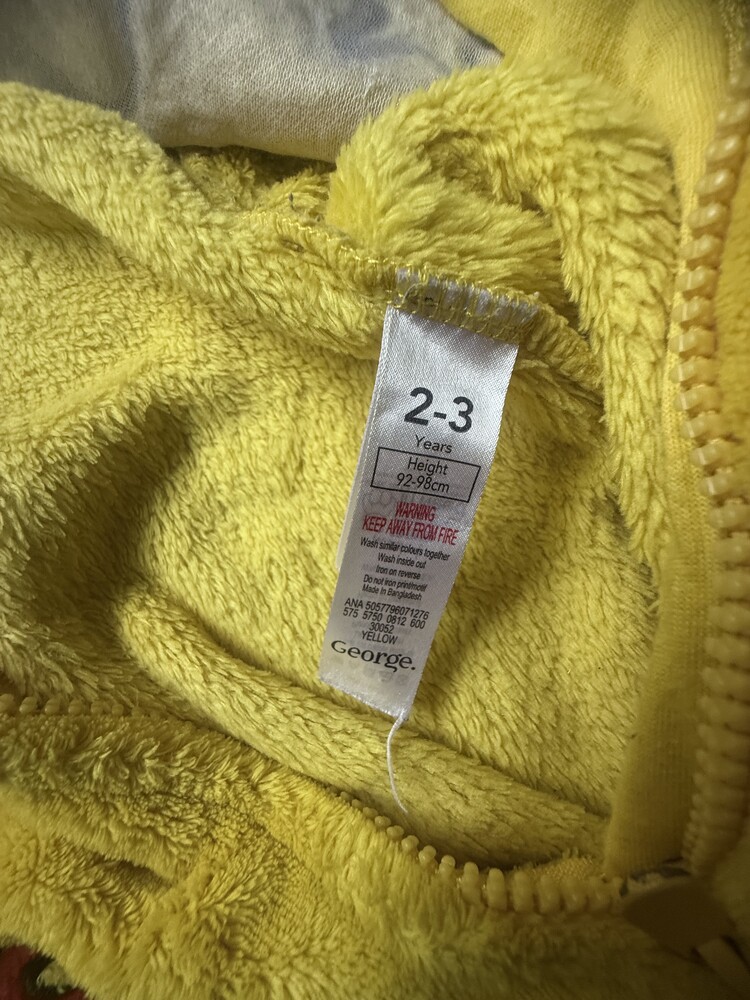 2-3
Years
Height
92-98cm
WARNING
KEEP AWAY FROM FIRE
Wash similar colours together
Wash inside out
Iron on reverse
Do not iron print/motif
Made in Bangladesh
ANA 5057796071276
575 5750 0812 600
30052
YELLOW
George.